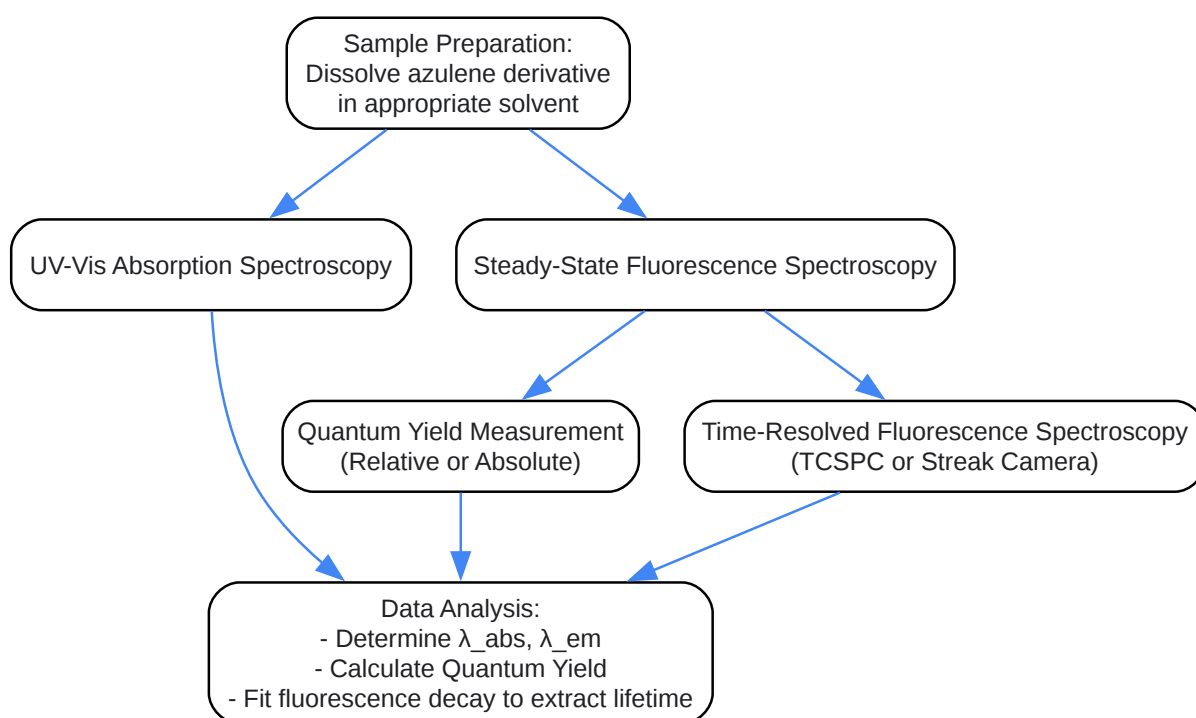 Sample Preparation:
Dissolve azulene derivative
in appropriate solvent
UV-Vis Absorption Spectroscopy
Steady-State Fluorescence Spectroscopy
Quantum Yield Measurement
(Relative or Absolute)
Time-Resolved Fluorescence Spectroscopy
(TCSPC or Streak Camera)
Data Analysis:
- Determine λ_abs, λ_em
- Calculate Quantum Yield
- Fit fluorescence decay to extract lifetime